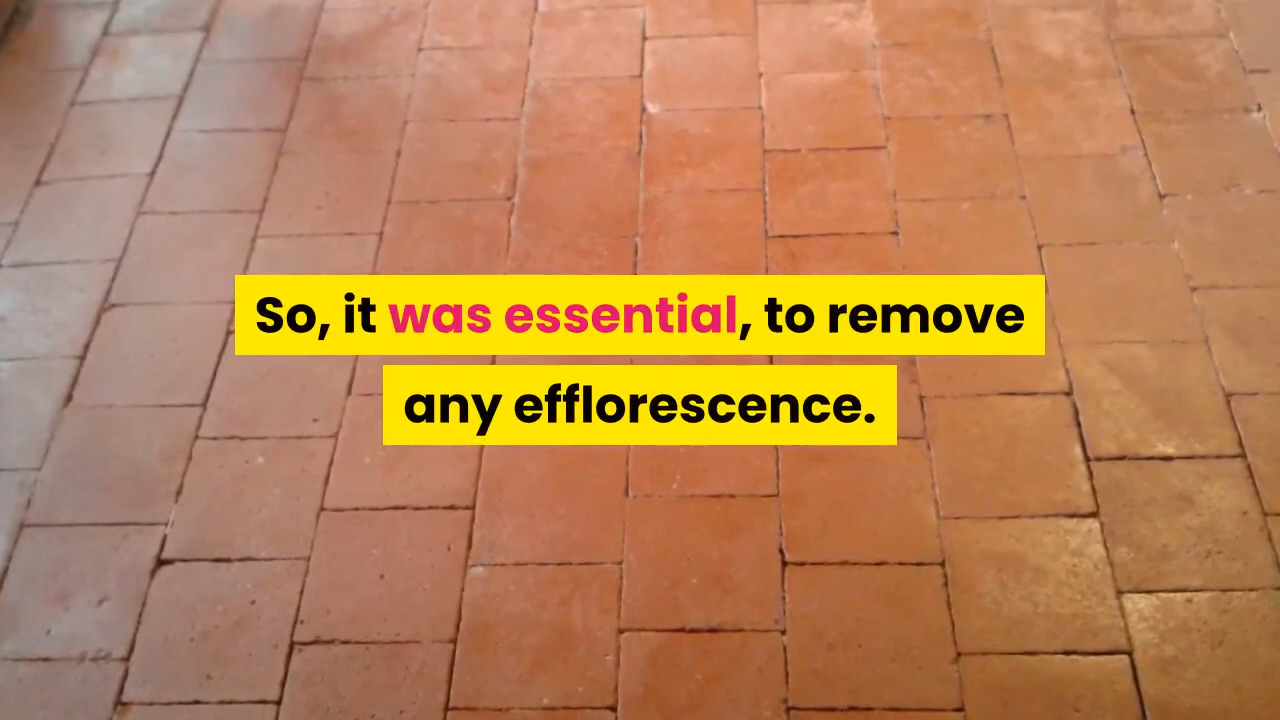 So, it was essential, to remove
any efflorescence.